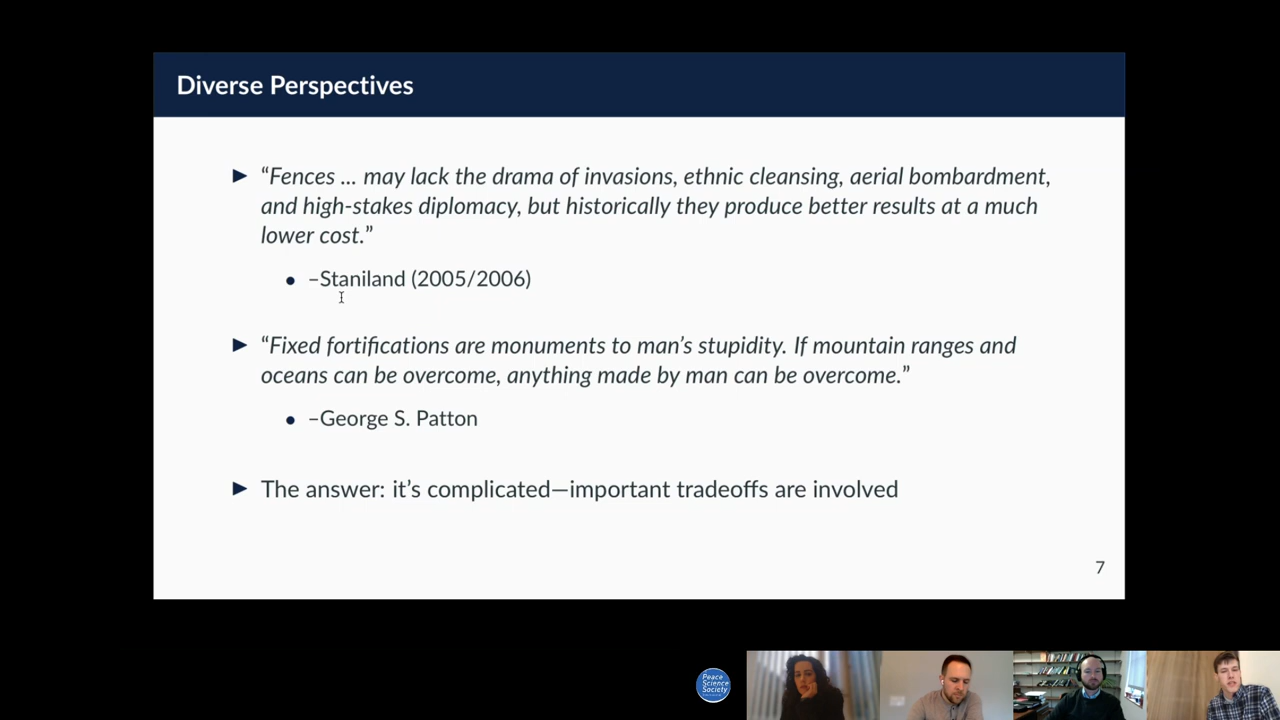 Diverse Perspectives
► “Fences ... may lack the drama of invasions, ethnic cleansing, aerial bombardment,
and high-stakes diplomacy, but historically they produce better results at a much
lower cost.”
• –Staniland (2005/2006)
► “Fixed fortifications are monuments to man’s stupidity. If mountain ranges and
oceans can be overcome, anything made by man can be overcome.”
• –George S. Patton
► The answer: it’s complicated—important tradeoffs are involved
7
Peace
Science
Society